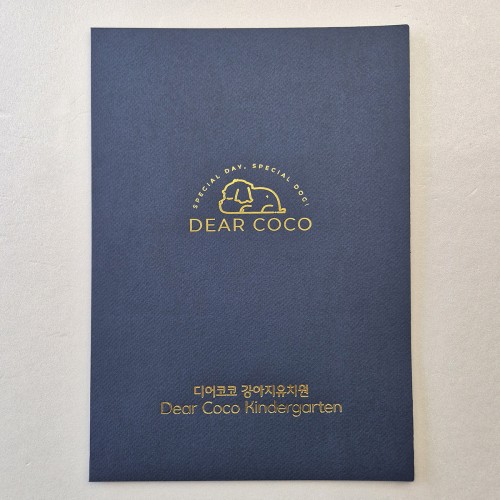 SPECIAL DAY, SPECIAL DOG!
DEAR COCO
디어코코 강아지유치원
Dear Coco Kindergarten